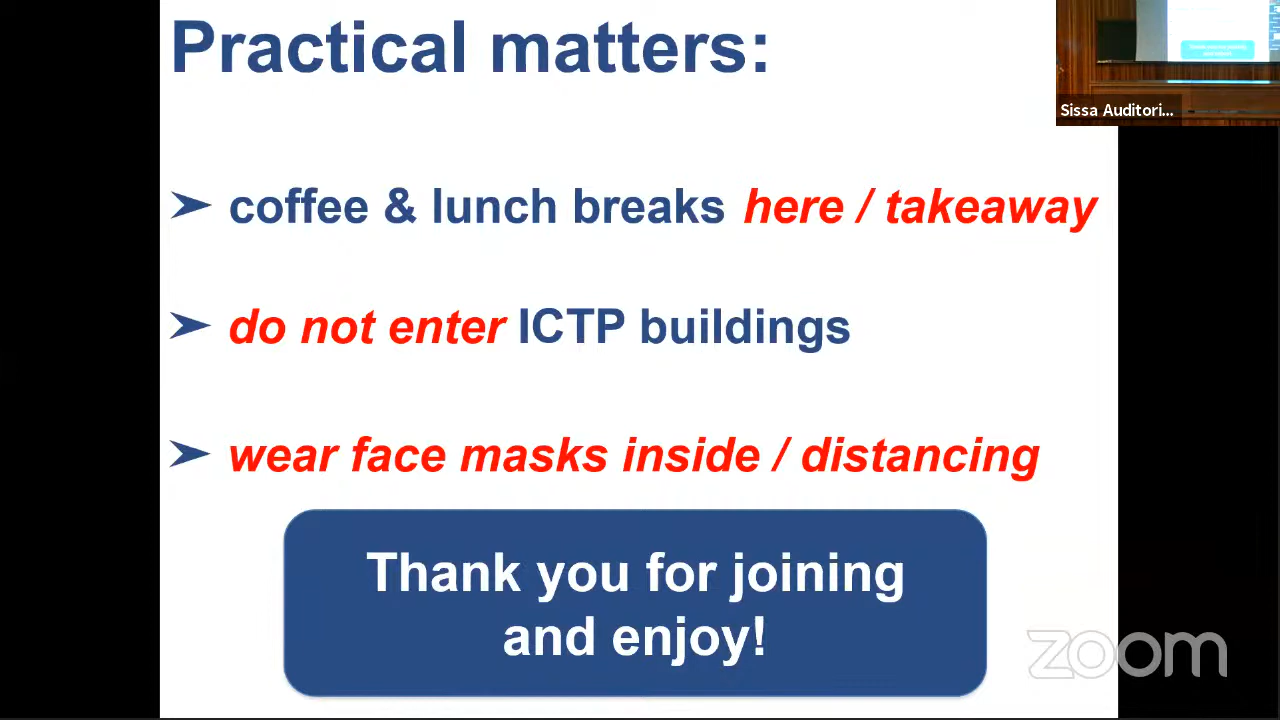 Practical matters:
Sissa Auditori...
➢ coffee & lunch breaks here / takeaway
➢ do not enter ICTP buildings
➢ wear face masks inside / distancing
Thank you for joining
and enjoy!
zoom